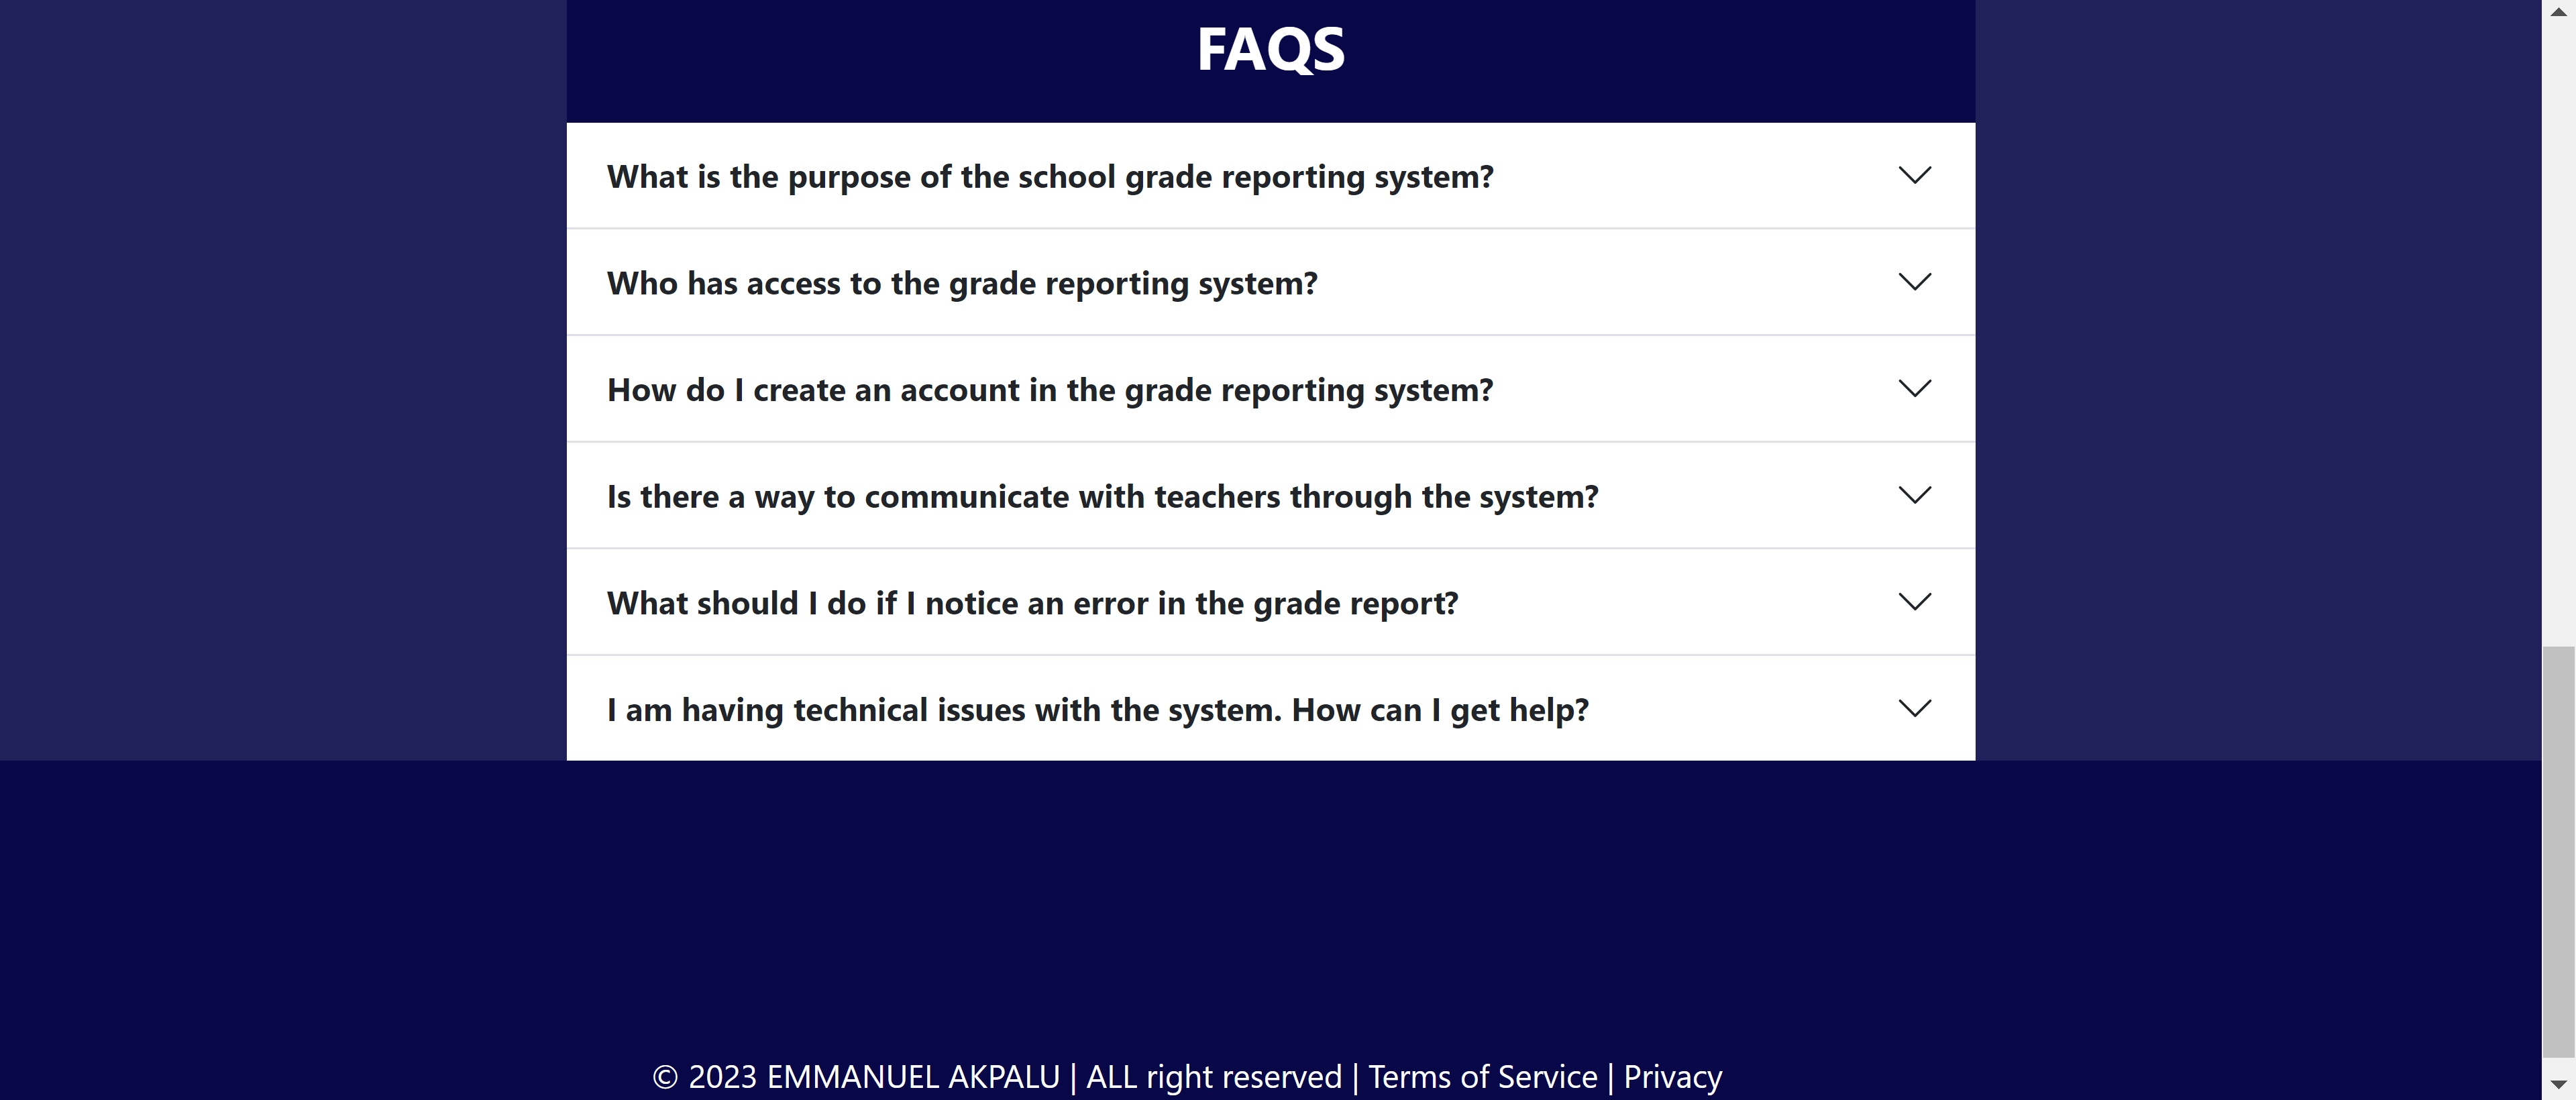 FAQS
What is the purpose of the school grade reporting system?
Who has access to the grade reporting system?
How do I create an account in the grade reporting system?
Is there a way to communicate with teachers through the system?
What should I do if I notice an error in the grade report?
I am having technical issues with the system. How can I get help?
© 2023 EMMANUEL AKPALU | ALL right reserved | Terms of Service | Privacy